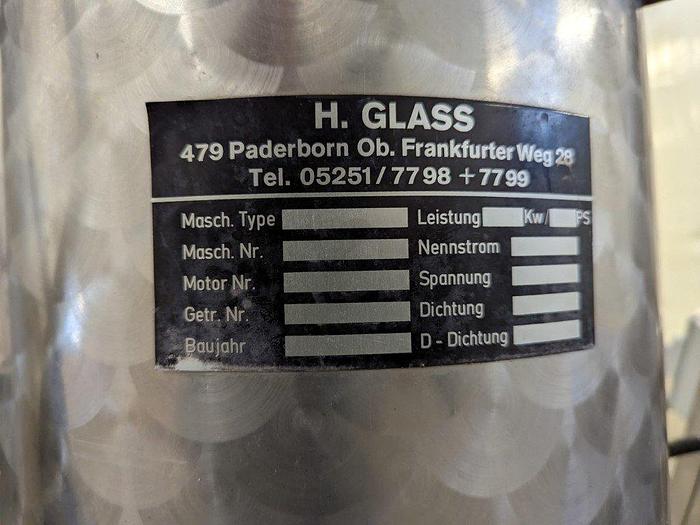 H. GLASS
479 Paderborn Ob. Frankfurter Weg 28
Tel. 05251/7798 + 7799
Masch. Type
Leistung Kw/ PS
Masch. Nr.
Nennstrom
Motor Nr.
Spannung
Getr. Nr.
Dichtung
Baujahr
D - Dichtung